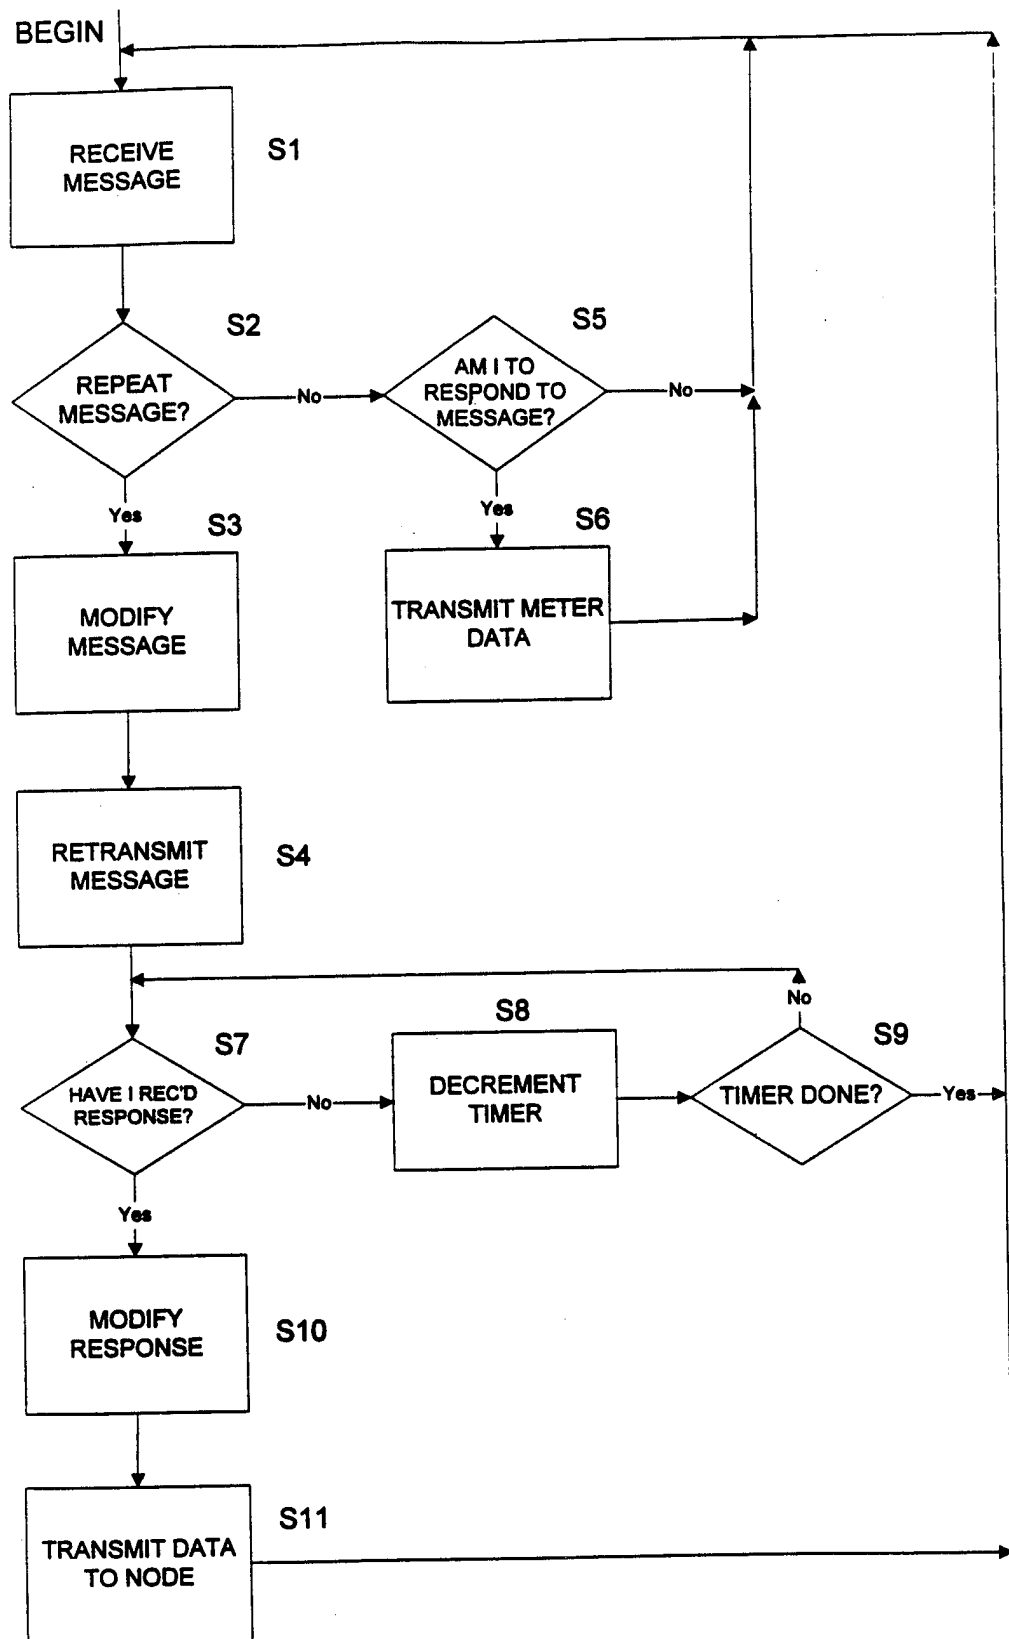 BEGIN
RECEIVE
MESSAGE
S1
REPEAT
MESSAGE?
S2
No
AM I TO
RESPOND TO
MESSAGE?
S5
No
Yes
S3
Yes
S6
MODIFY
MESSAGE
TRANSMIT METER
DATA
RETRANSMIT
MESSAGE
S4
No
HAVE I REC'D
RESPONSE?
S7
No
S8
DECREMENT
TIMER
S9
TIMER DONE?
Yes
Yes
MODIFY
RESPONSE
S10
TRANSMIT DATA
TO NODE
S11